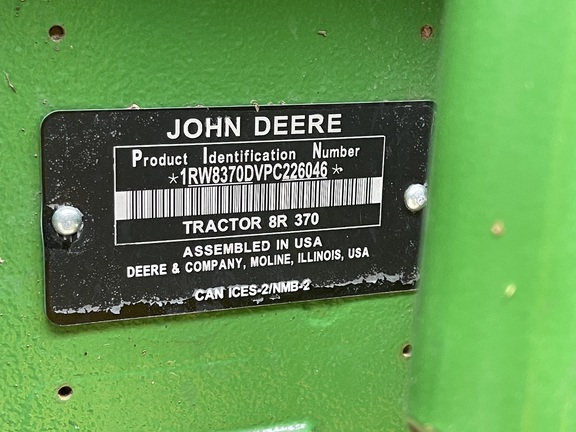 JOHN DEERE
Product Identification Number
*1RW8370DVPC226046*
TRACTOR 8R 370
ASSEMBLED IN USA
DEERE & COMPANY, MOLINE, ILLINOIS, USA
CAN ICES-2/NMB-2